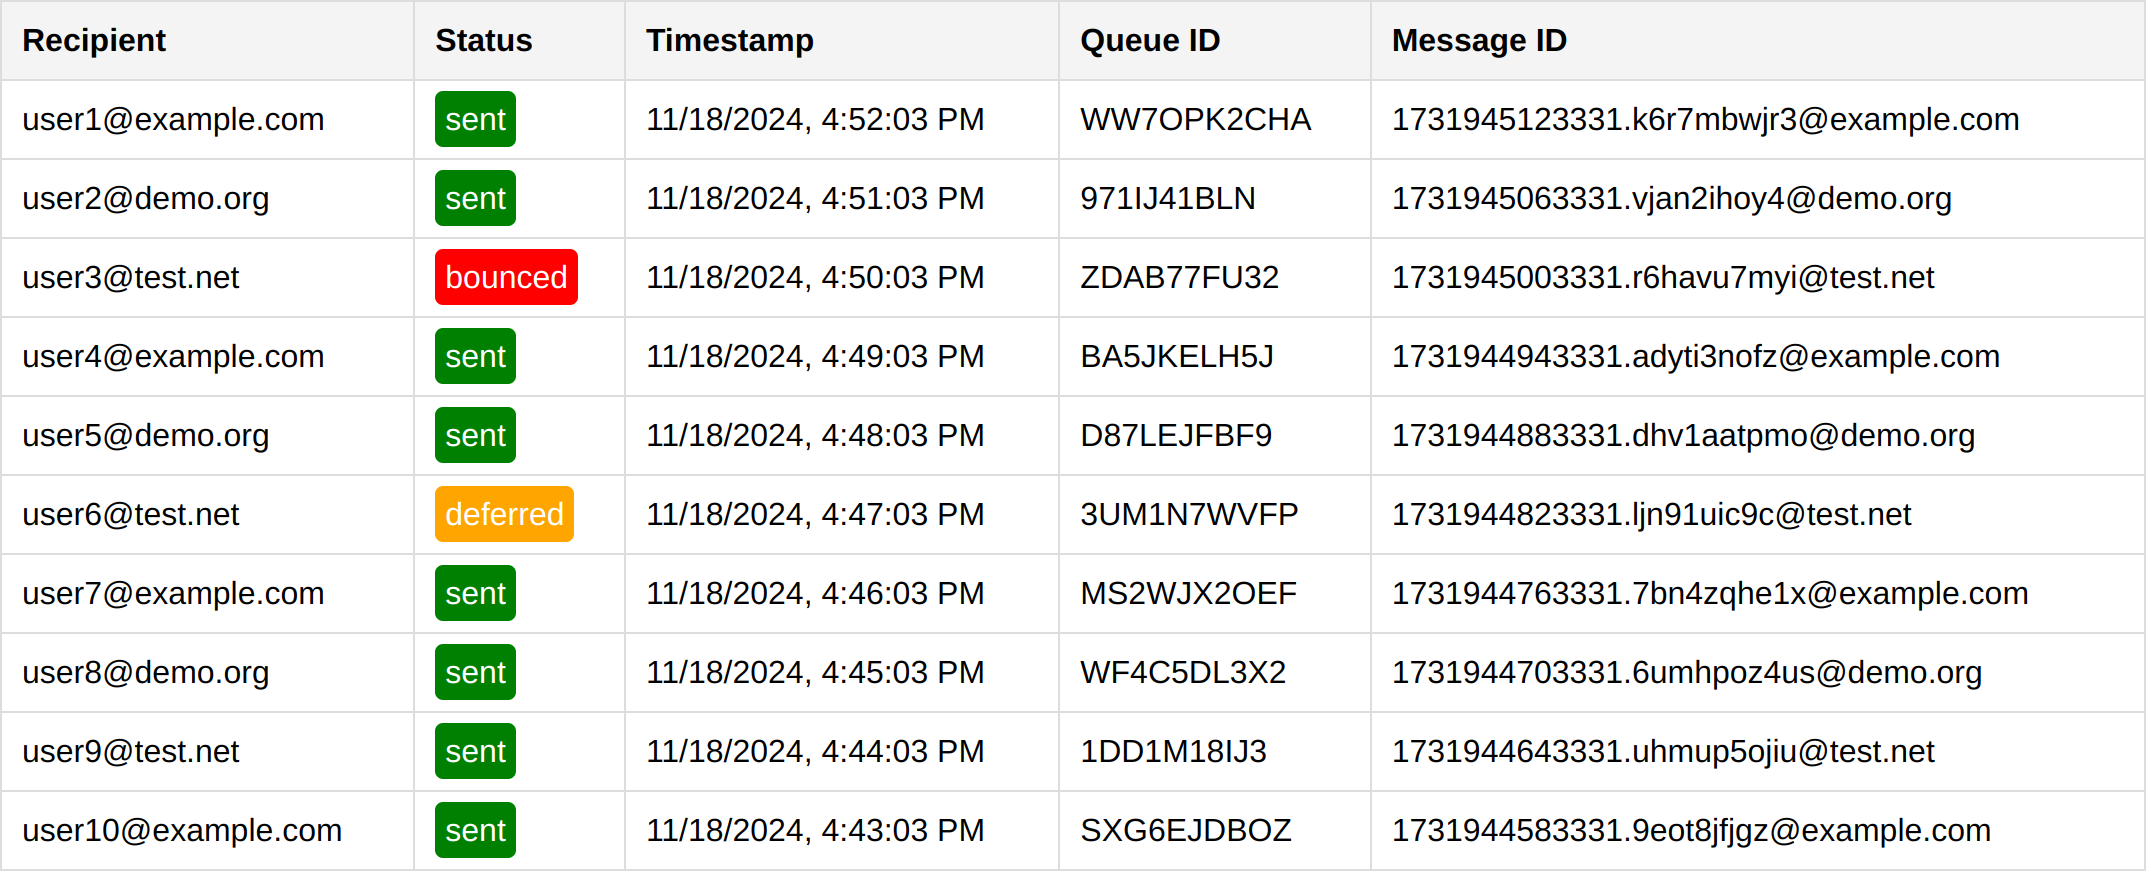 Recipient Status Timestamp Queue ID Message ID
user1@example.com sent 11/18/2024, 4:52:03 PM WW7OPK2CHA 1731945123331.k6r7mbwjr3@example.com
user2@demo.org sent 11/18/2024, 4:51:03 PM 971IJ41BLN 1731945063331.vjan2ihoy4@demo.org
user3@test.net bounced 11/18/2024, 4:50:03 PM ZDAB77FU32 1731945003331.r6havu7myi@test.net
user4@example.com sent 11/18/2024, 4:49:03 PM BA5JKELH5J 1731944943331.adyti3nofz@example.com
user5@demo.org sent 11/18/2024, 4:48:03 PM D87LEJFBF9 1731944883331.dhv1aatpmo@demo.org
user6@test.net deferred 11/18/2024, 4:47:03 PM 3UM1N7WVFP 1731944823331.ljn91uic9c@test.net
user7@example.com sent 11/18/2024, 4:46:03 PM MS2WJX2OEF 1731944763331.7bn4zqhe1x@example.com
user8@demo.org sent 11/18/2024, 4:45:03 PM WF4C5DL3X2 1731944703331.6umhpoz4us@demo.org
user9@test.net sent 11/18/2024, 4:44:03 PM 1DD1M18IJ3 1731944643331.uhmup5ojiu@test.net
user10@example.com sent 11/18/2024, 4:43:03 PM SXG6EJDBOZ 1731944583331.9eot8jfjgz@example.com